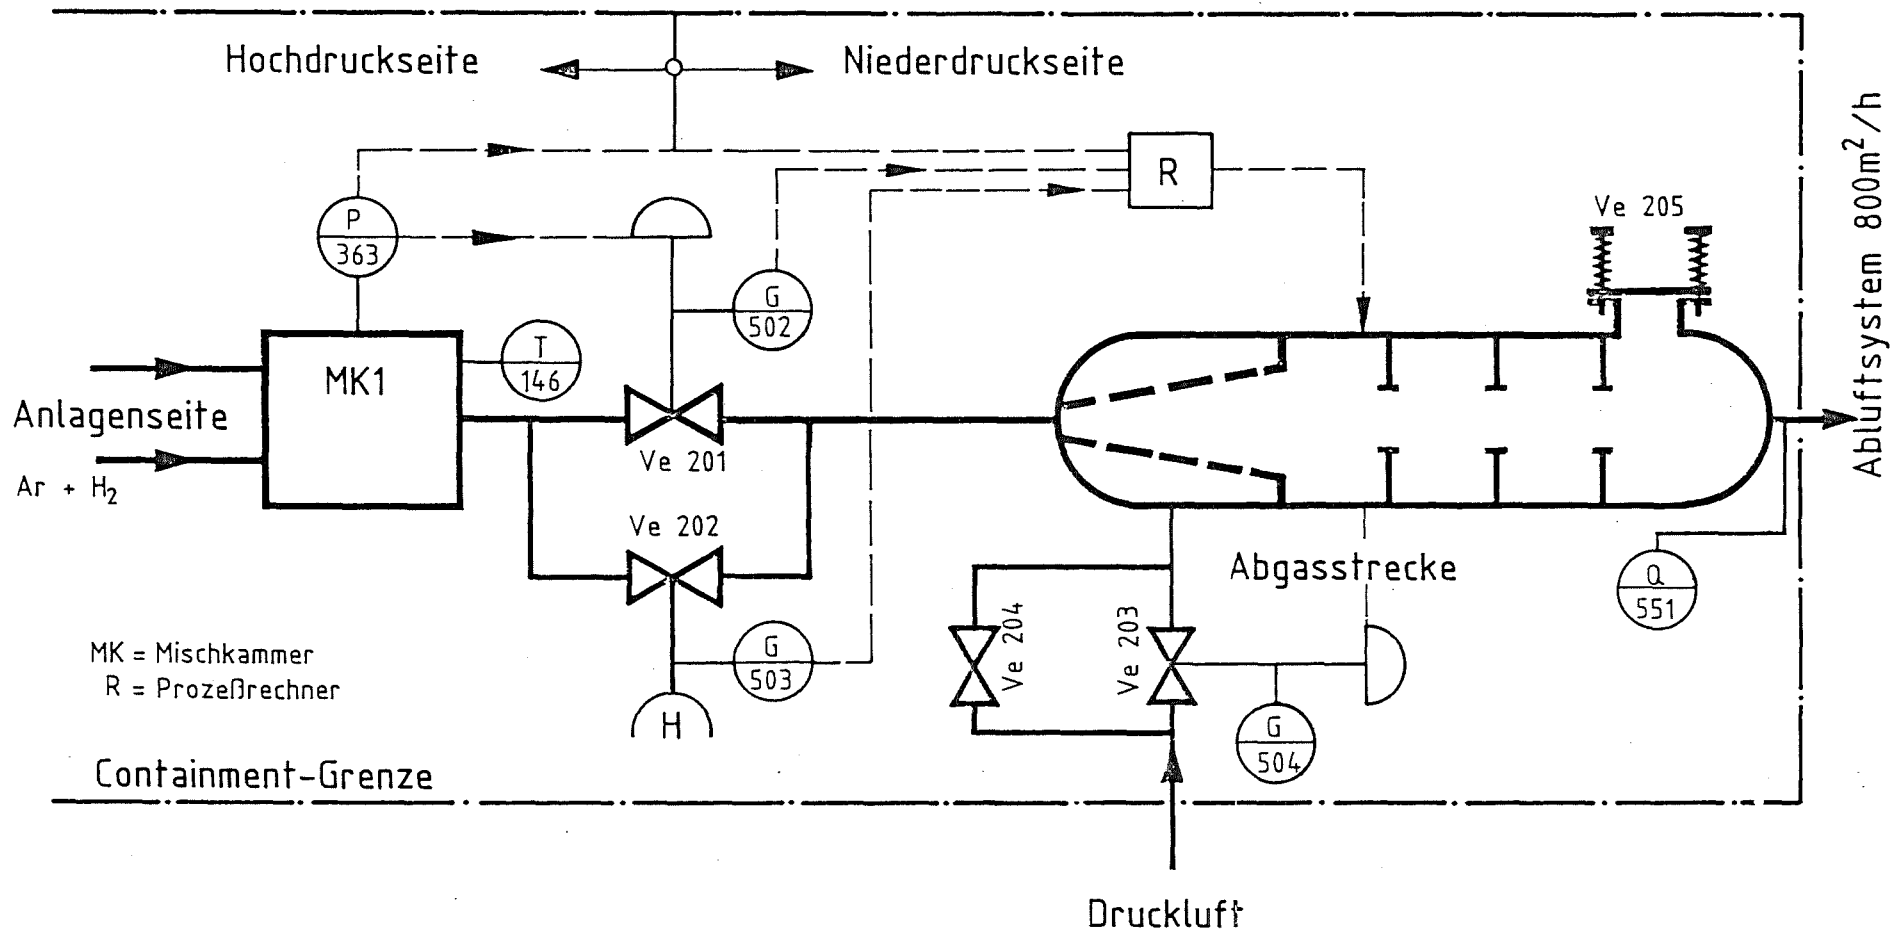 Hochdruckseite
Niederdruckseite
R
P
363
Ve 205
G
502
T
146
MK1
Anlagenseite
Ar + H₂
Ve 201
Ve 202
Abgasstrecke
Abluftsystem 800m²/h
Q
551
Ve 204
Ve 203
MK = Mischkammer
R = Prozeßrechner
G
503
H
G
504
Containment-Grenze
Druckluft